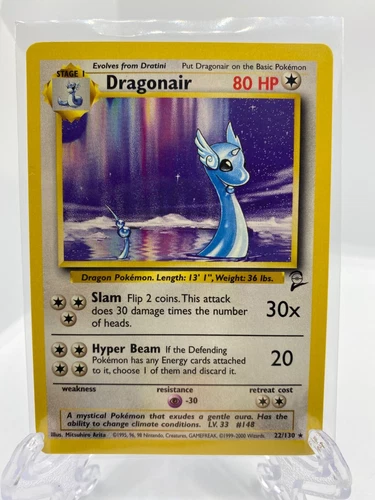 Evolves from Dratini Put Dragonair on the Basic Pokémon
STAGE 1
Dragonair 80 HP
Dragon Pokémon. Length: 13' 1", Weight: 36 lbs.
Slam Flip 2 coins. This attack
does 30 damage times the number
of heads.
30x
Hyper Beam If the Defending
Pokémon has any Energy cards attached
to it, choose 1 of them and discard it.
20
weakness resistance retreat cost
-30
A mystical Pokémon that exudes a gentle aura. Has the
ability to change climate conditions. LV. 33 #148
Illus. Mitsuhiro Arita ©1995, 96, 98 Nintendo, Creatures, GAMEFREAK. ©1999-2000 Wizards. 22/130 ★